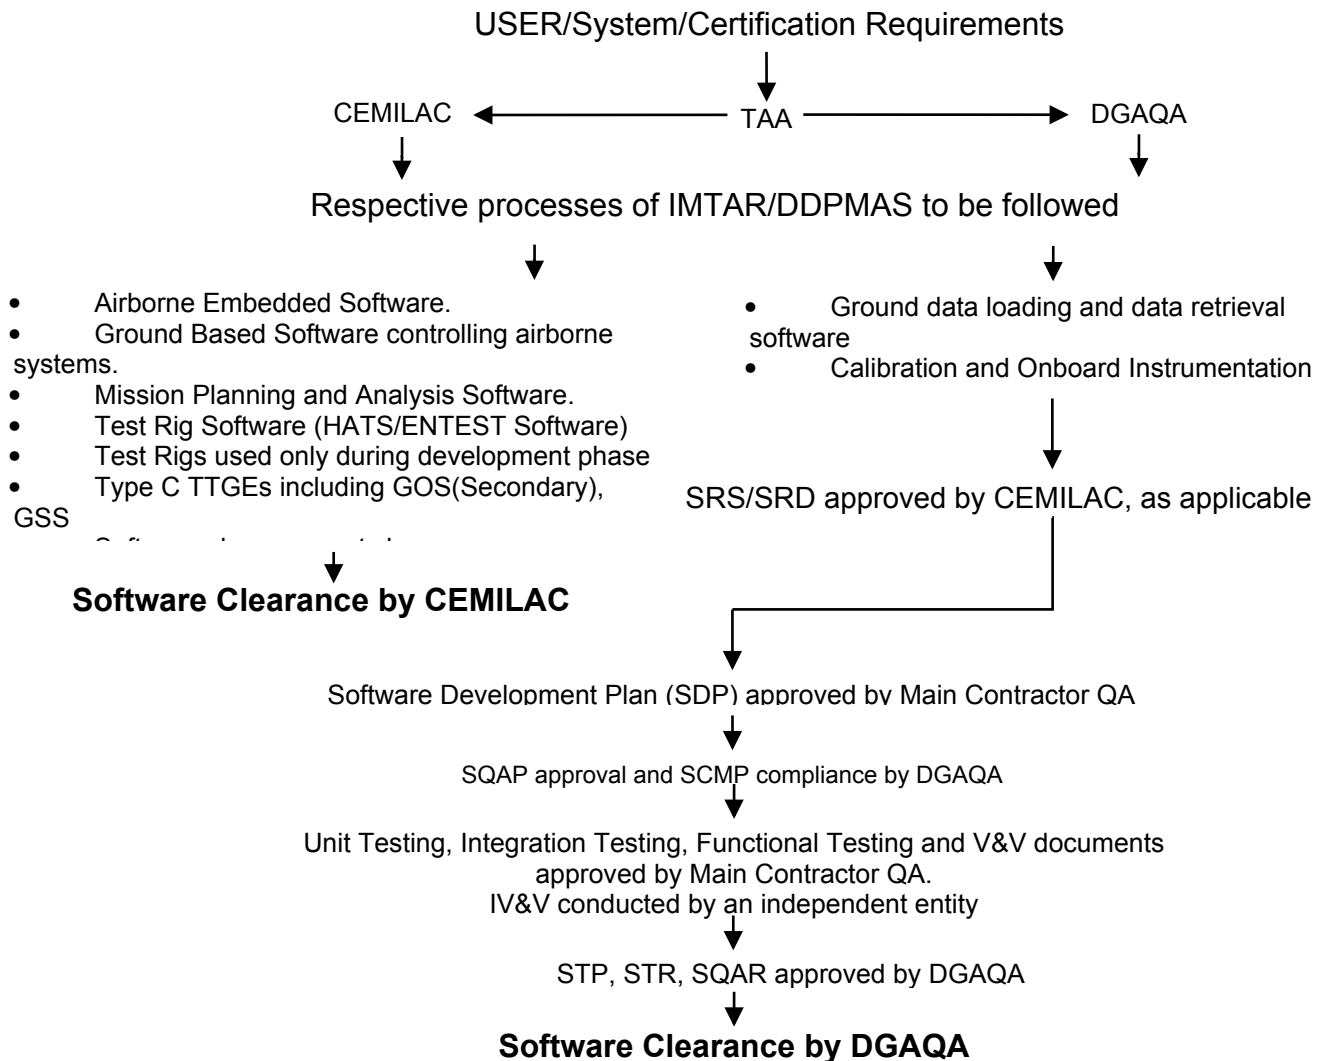 USER/System/Certification Requirements
CEMILAC
TAA
DGAQA
Respective processes of IMTAR/DDPMAS to be followed
• Airborne Embedded Software.
• Ground Based Software controlling airborne
systems.
• Mission Planning and Analysis Software.
• Test Rig Software (HATS/ENTEST Software)
• Test Rigs used only during development phase
• Type C TTGEs including GOS(Secondary),
GSS
Software Clearance by CEMILAC
• Ground data loading and data retrieval
software
• Calibration and Onboard Instrumentation
SRS/SRD approved by CEMILAC, as applicable
Software Development Plan (SDP) approved by Main Contractor QA
SQAP approval and SCMP compliance by DGAQA
Unit Testing, Integration Testing, Functional Testing and V&V documents
approved by Main Contractor QA.
IV&V conducted by an independent entity
STP, STR, SQAR approved by DGAQA
Software Clearance by DGAQA